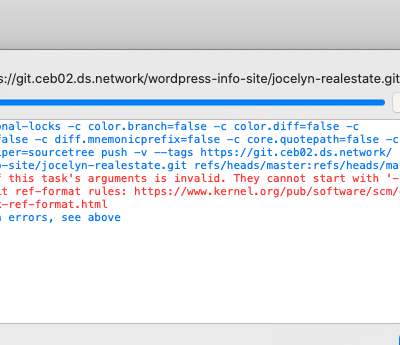 s://git.ceb02.ds.network/wordpress-info-site/jocelyn-realestate.git
onal-locks -c color.branch=false -c color.diff=false -c
false -c diff.mnemonicprefix=false -c core.quotepath=false -c
lper=sourcetree push -v --tags https://git.ceb02.ds.network/
o-site/jocelyn-realestate.git refs/heads/master:refs/heads/ma
f this task's arguments is invalid. They cannot start with '-
it ref-format rules: https://www.kernel.org/pub/software/scm/
k-ref-format.html
errors, see above